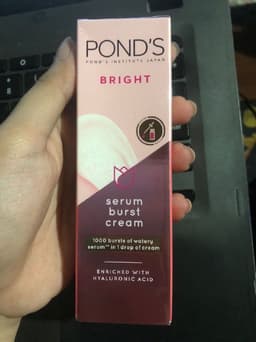 POND'S
POND'S INSTITUTE JAPAN
BRIGHT
serum
burst
cream
1000 bursts of watery
serum** in 1 drop of cream
ENRICHED WITH
HYALURONIC ACID